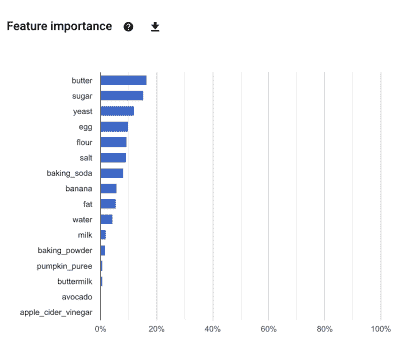 Feature importance
butter
sugar
yeast
egg
flour
salt
baking_soda
banana
fat
water
milk
baking_powder
pumpkin_puree
buttermilk
avocado
apple_cider_vinegar
0% 20% 40% 60% 80% 100%